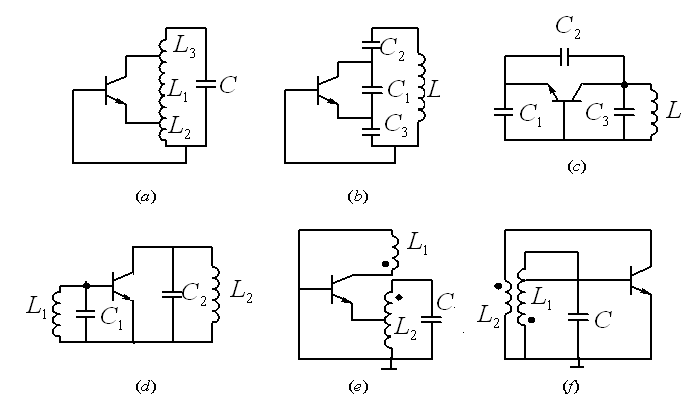 L3 L1 L2 C
(a)
C2 C1 C3 L
(b)
C2 C1 C3 L
(c)
L1 C1 C2 L2
(d)
L1 L2 C
(e)
L2 L1 C
(f)